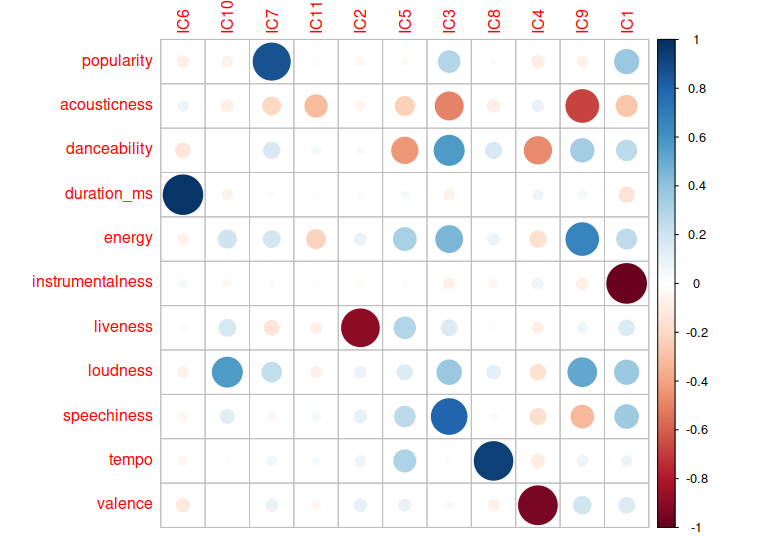 IC6 IC10 IC7 IC11 IC2 IC5 IC3 IC8 IC4 IC9 IC1
popularity
acousticness
danceability
duration_ms
energy
instrumentalness
liveness
loudness
speechiness
tempo
valence
1
0.8
0.6
0.4
0.2
0
-0.2
-0.4
-0.6
-0.8
-1